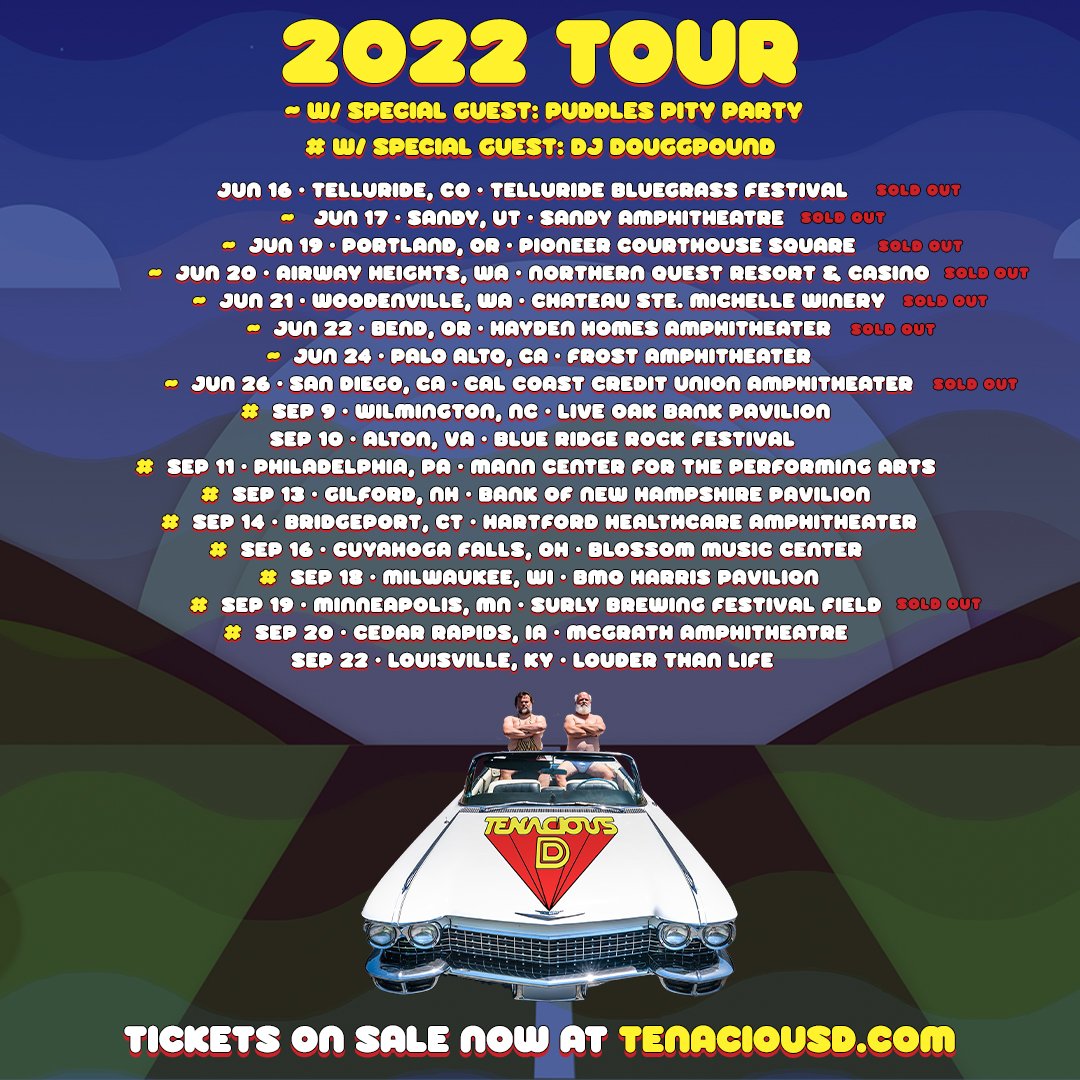 2022 TOUR
~ W/ SPECIAL GUEST: PUDDLES PITY PARTY
# W/ SPECIAL GUEST: DJ DOUGGPOUND
JUN 16 · TELLURIDE, CO · TELLURIDE BLUEGRASS FESTIVAL SOLD OUT
~ JUN 17 · SANDY, UT · SANDY AMPHITHEATRE SOLD OUT
~ JUN 19 · PORTLAND, OR · PIONEER COURTHOUSE SQUARE SOLD OUT
~ JUN 20 · AIRWAY HEIGHTS, WA · NORTHERN QUEST RESORT & CASINO SOLD OUT
~ JUN 21 · WOODENVILLE, WA · CHATEAU STE. MICHELLE WINERY SOLD OUT
~ JUN 22 · BEND, OR · HAYDEN HOMES AMPHITHEATER SOLD OUT
~ JUN 24 · PALO ALTO, CA · FROST AMPHITHEATER
~ JUN 26 · SAN DIEGO, CA · CAL COAST CREDIT UNION AMPHITHEATER SOLD OUT
# SEP 9 · WILMINGTON, NC · LIVE OAK BANK PAVILION
SEP 10 · ALTON, VA · BLUE RIDGE ROCK FESTIVAL
# SEP 11 · PHILADELPHIA, PA · MANN CENTER FOR THE PERFORMING ARTS
# SEP 13 · GILFORD, NH · BANK OF NEW HAMPSHIRE PAVILION
# SEP 14 · BRIDGEPORT, CT · HARTFORD HEALTHCARE AMPHITHEATER
# SEP 16 · CUYAHOGA FALLS, OH · BLOSSOM MUSIC CENTER
# SEP 18 · MILWAUKEE, WI · BMO HARRIS PAVILION
# SEP 19 · MINNEAPOLIS, MN · SURLY BREWING FESTIVAL FIELD SOLD OUT
# SEP 20 · CEDAR RAPIDS, IA · MCGRATH AMPHITHEATRE
SEP 22 · LOUISVILLE, KY · LOUDER THAN LIFE
TENACIOUS
D
TICKETS ON SALE NOW AT TENACIOUSD.COM